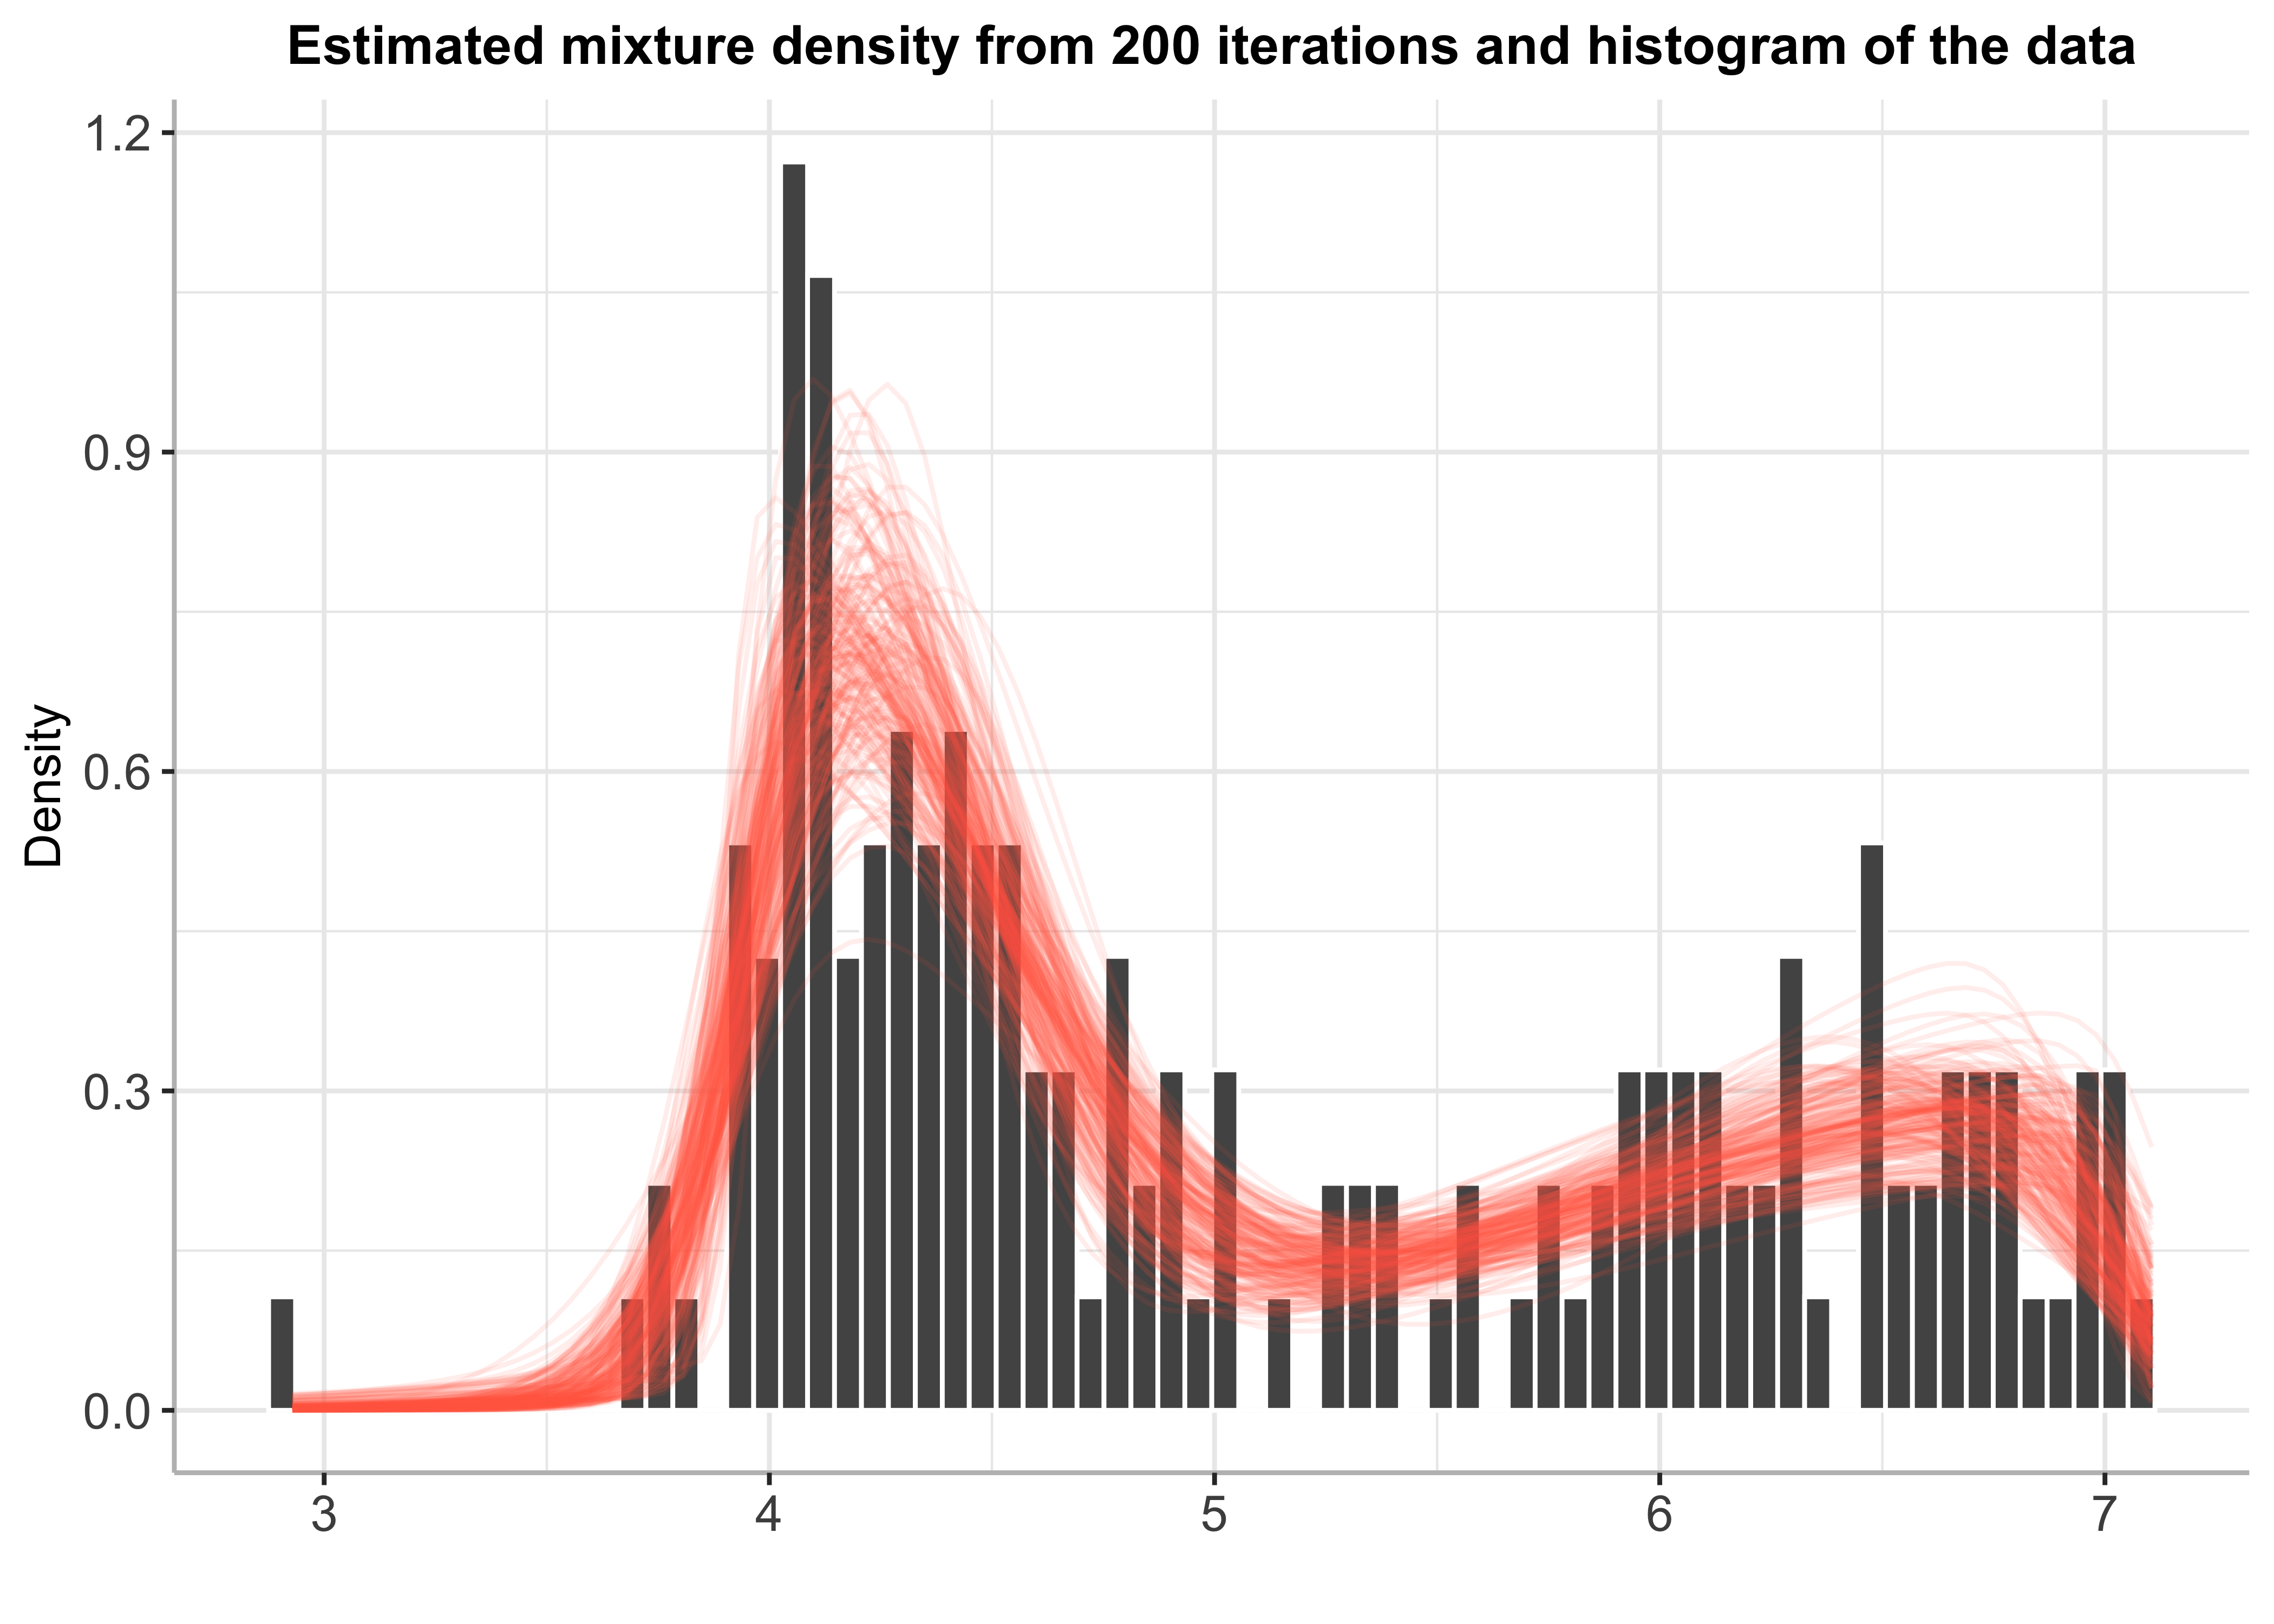 Estimated mixture density from 200 iterations and histogram of the data
1.2
0.9
0.6
0.3
0.0
Density
3 4 5 6 7